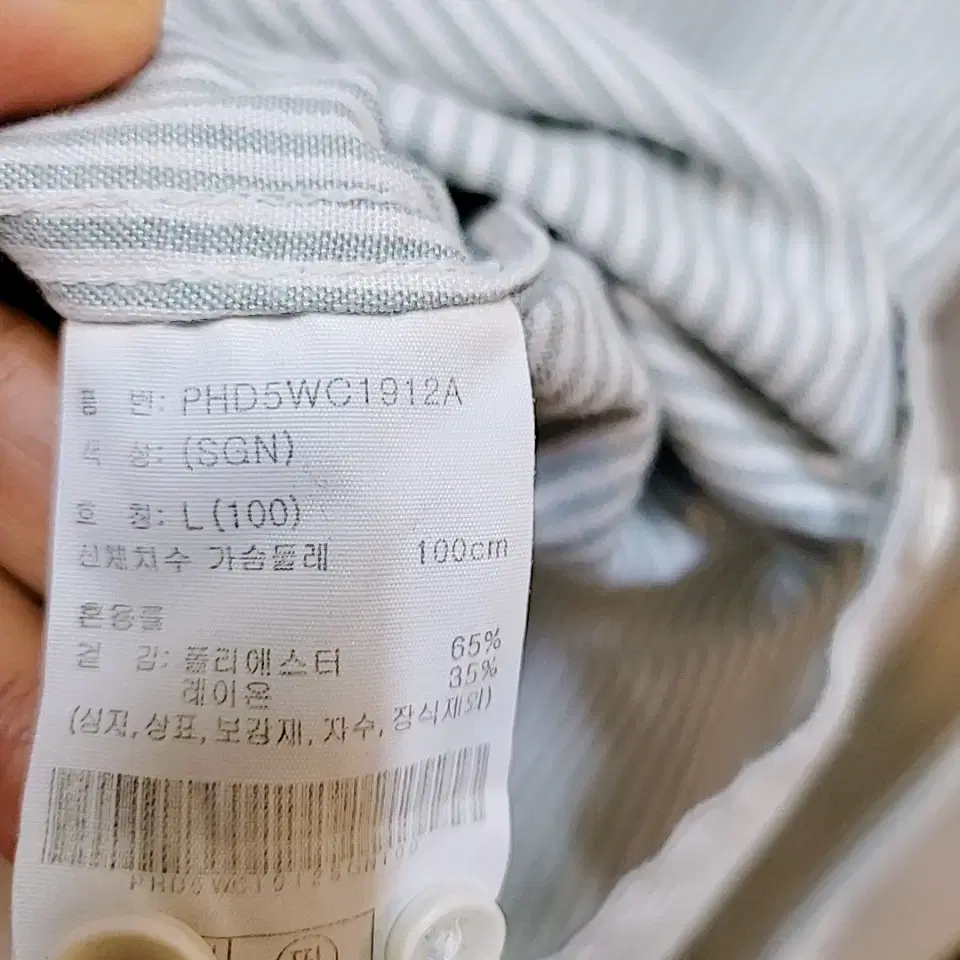 품 번: PHD5WC1912A
색 상: (SGN)
호 칭: L(100)
신체치수 가슴둘레 100cm
혼용률
겉 감: 폴리에스터 65%
레이온 35%
(심지,상표,보강재,자수,장식제외)